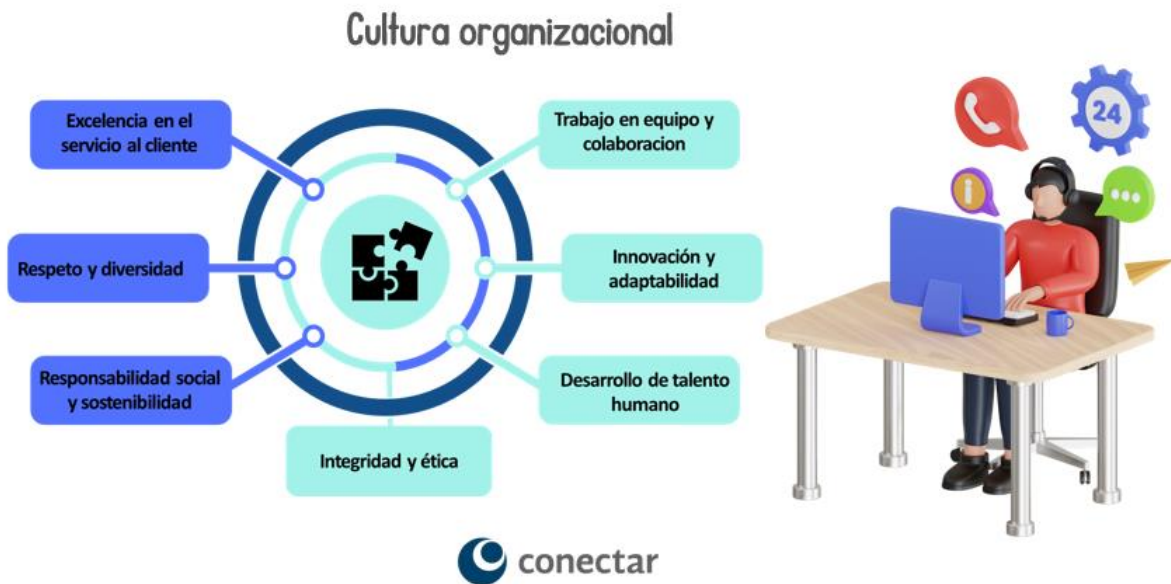 Cultura organizacional
Excelencia en el
servicio al cliente
Trabajo en equipo y
colaboracion
24
i
Respeto y diversidad
Innovación y
adaptabilidad
Responsabilidad social
y sostenibilidad
Desarrollo de talento
humano
Integridad y ética
conectar